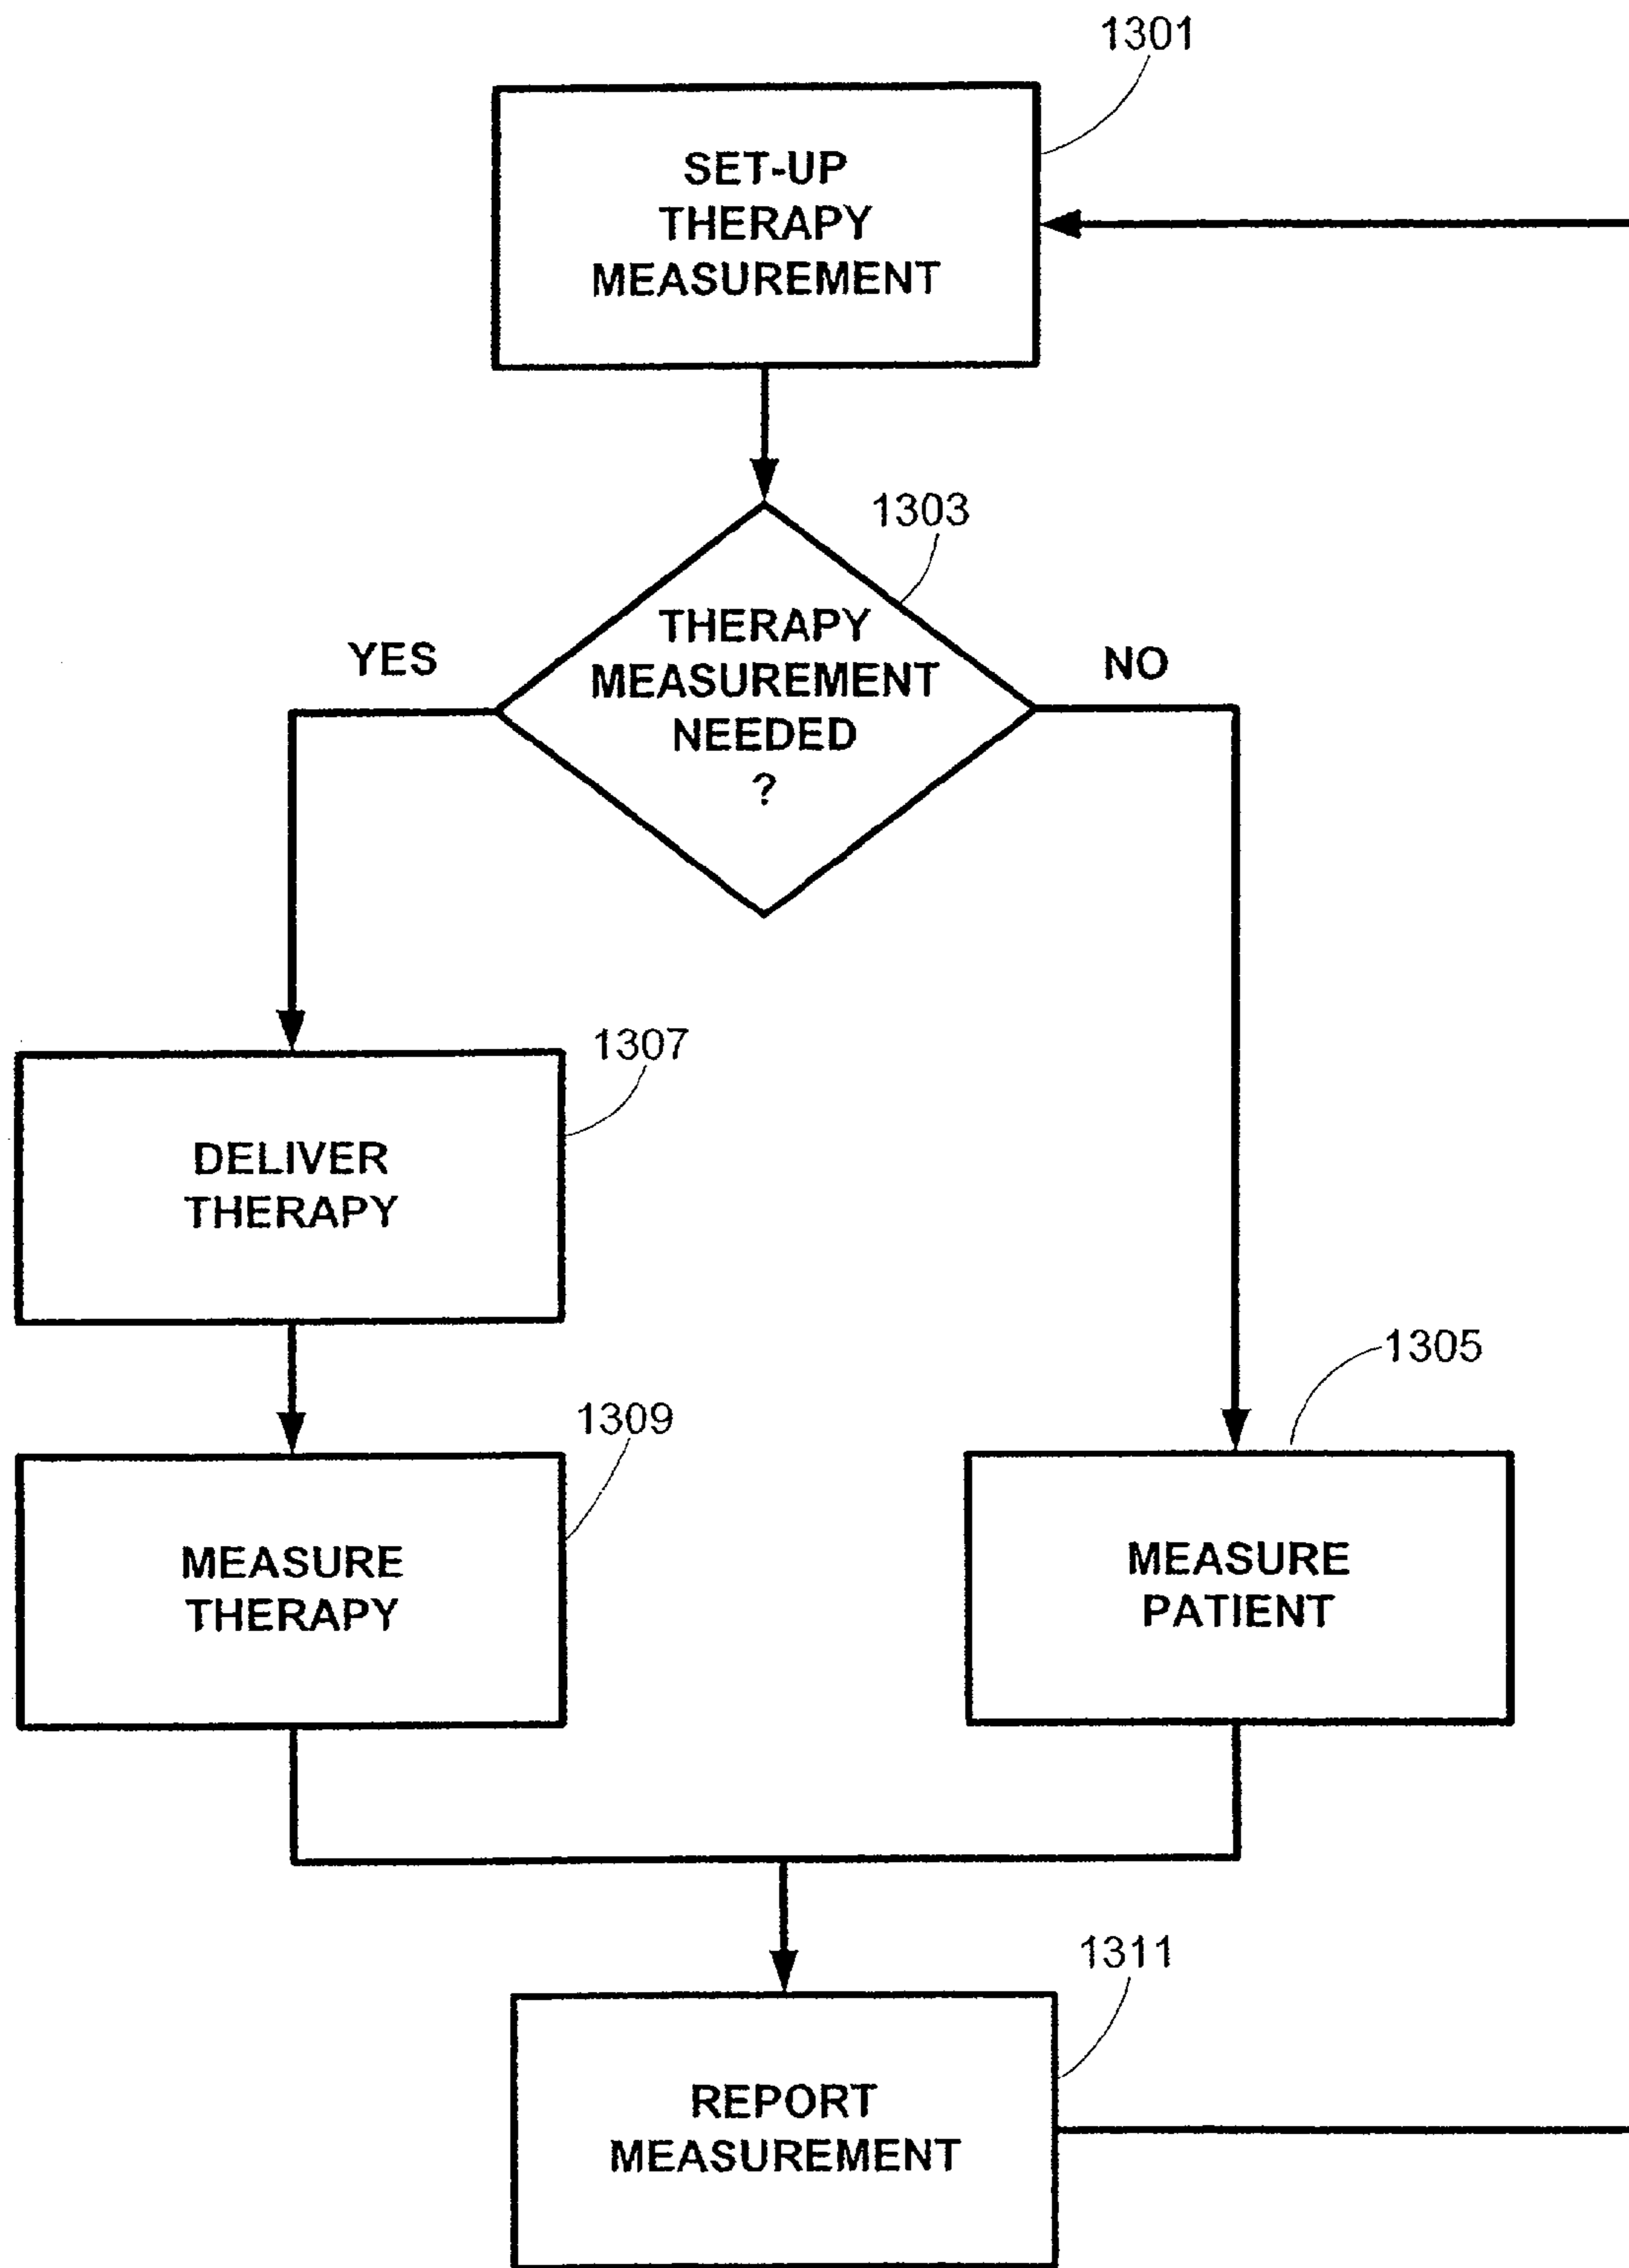 1301
SET-UP
THERAPY
MEASUREMENT
1303
THERAPY
MEASUREMENT
NEEDED
?
YES
NO
1307
DELIVER
THERAPY
1305
1309
MEASURE
THERAPY
MEASURE
PATIENT
1311
REPORT
MEASUREMENT